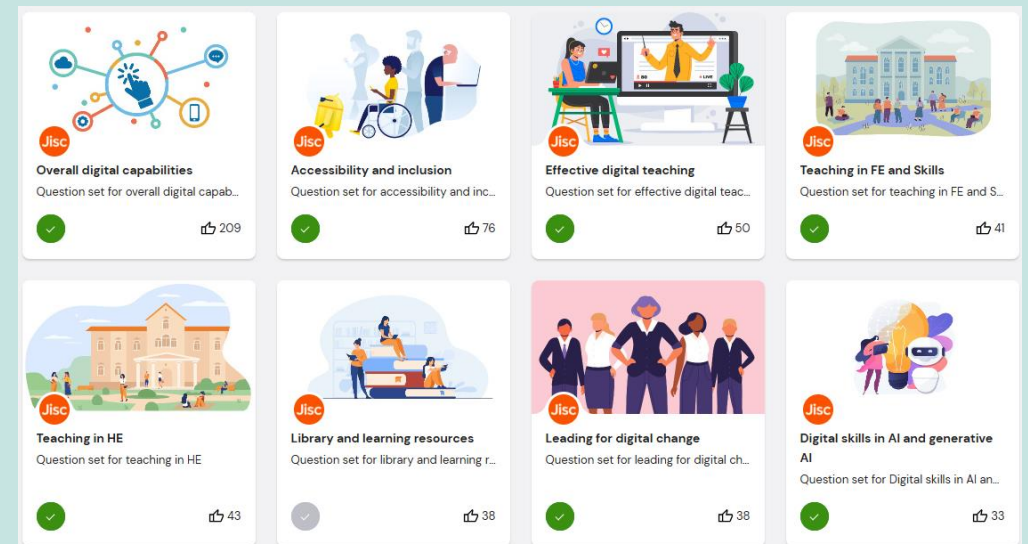 Jisc
Overall digital capabilities
Question set for overall digital capab...
209
Jisc
Accessibility and inclusion
Question set for accessibility and inc...
76
LIVE
Jisc
Effective digital teaching
Question set for effective digital teac...
50
Jisc
Teaching in FE and Skills
Question set for teaching in FE and S...
41
Jisc
Teaching in HE
Question set for teaching in HE
43
Jisc
Library and learning resources
Question set for library and learning r...
38
Jisc
Leading for digital change
Question set for leading for digital ch...
38
Jisc
Digital skills in AI and generative
AI
Question set for Digital skills in AI an...
33